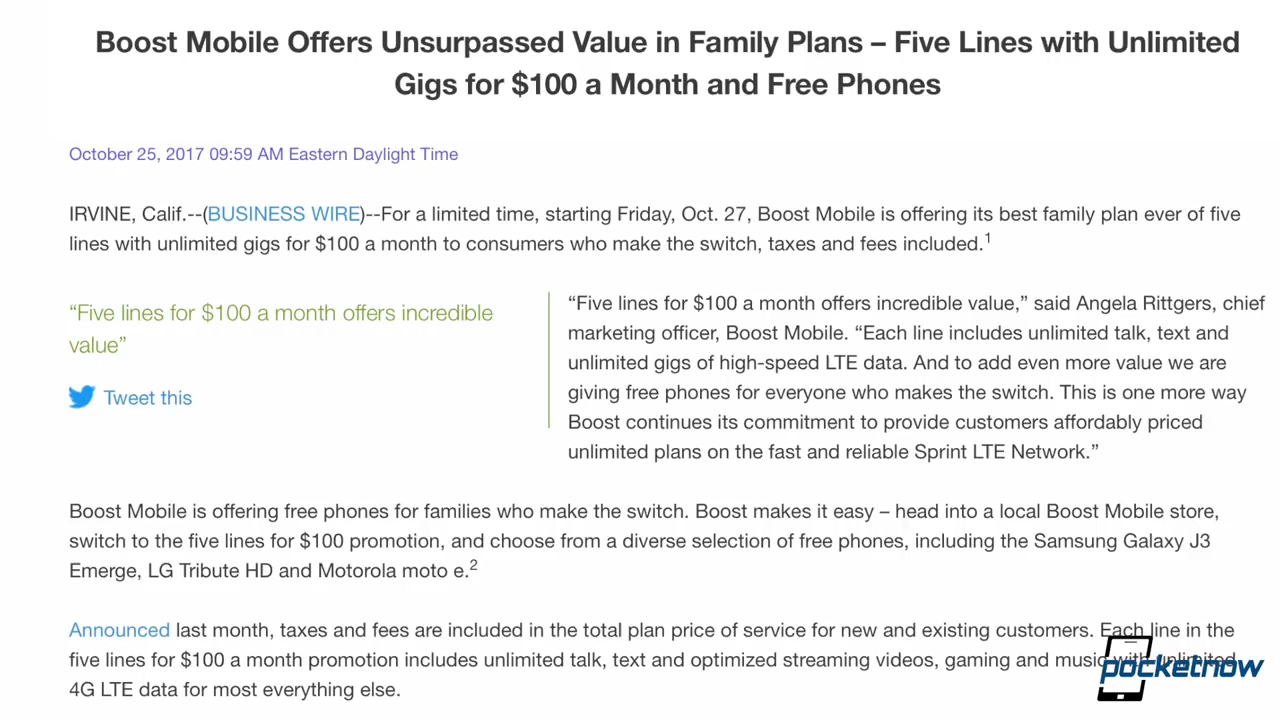 Boost Mobile Offers Unsurpassed Value in Family Plans – Five Lines with Unlimited
Gigs for $100 a Month and Free Phones
October 25, 2017 09:59 AM Eastern Daylight Time
IRVINE, Calif.--(BUSINESS WIRE)--For a limited time, starting Friday, Oct. 27, Boost Mobile is offering its best family plan ever of five
lines with unlimited gigs for $100 a month to consumers who make the switch, taxes and fees included.1
“Five lines for $100 a month offers incredible
value”
Tweet this
“Five lines for $100 a month offers incredible value,” said Angela Rittgers, chief
marketing officer, Boost Mobile. “Each line includes unlimited talk, text and
unlimited gigs of high-speed LTE data. And to add even more value we are
giving free phones for everyone who makes the switch. This is one more way
Boost continues its commitment to provide customers affordably priced
unlimited plans on the fast and reliable Sprint LTE Network.”
Boost Mobile is offering free phones for families who make the switch. Boost makes it easy – head into a local Boost Mobile store,
switch to the five lines for $100 promotion, and choose from a diverse selection of free phones, including the Samsung Galaxy J3
Emerge, LG Tribute HD and Motorola moto e.2
Announced last month, taxes and fees are included in the total plan price of service for new and existing customers. Each line in the
five lines for $100 a month promotion includes unlimited talk, text and optimized streaming videos, gaming and music with unlimited
4G LTE data for most everything else.
pocketnow